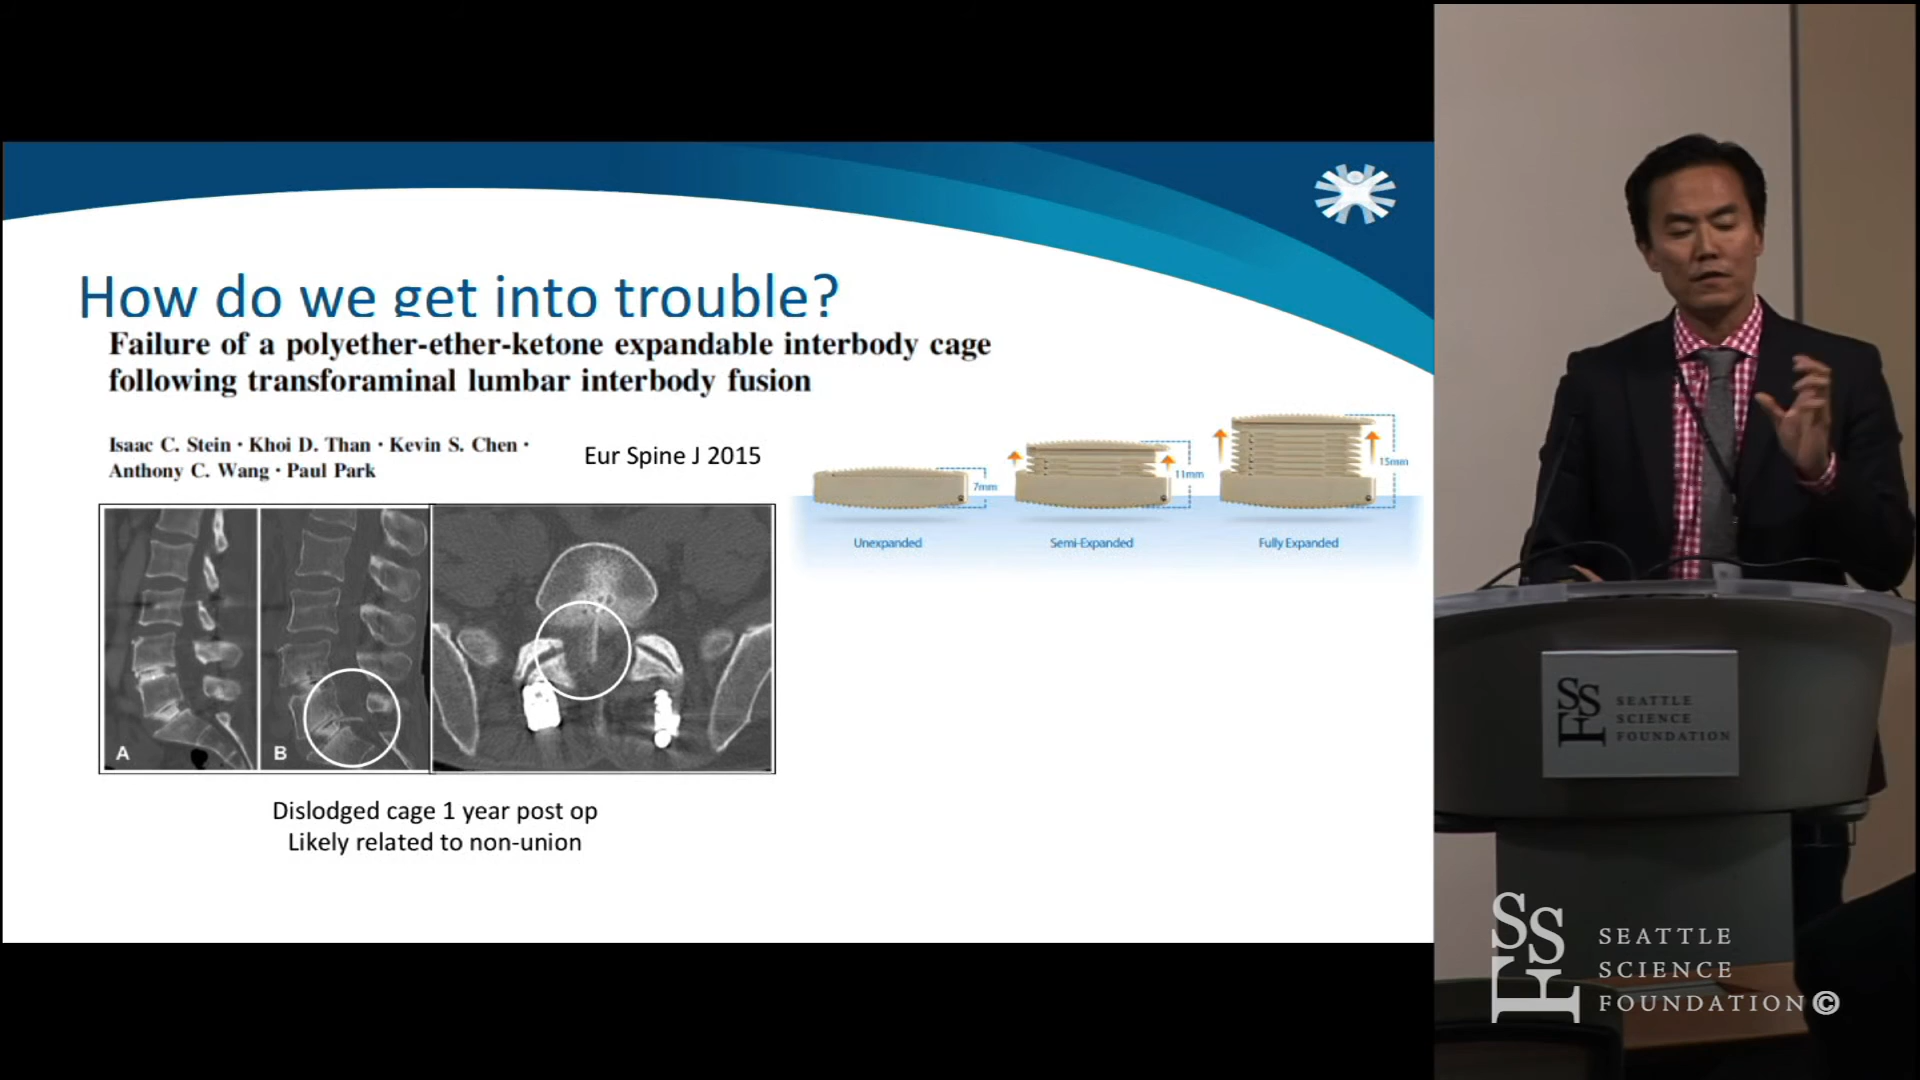 How do we get into trouble?
Failure of a polyether-ether-ketone expandable interbody cage
following transforaminal lumbar interbody fusion
Isaac C. Stein · Khoi D. Than · Kevin S. Chen ·
Anthony C. Wang · Paul Park
Eur Spine J 2015
7mm
11mm
15mm
Unexpanded
Semi-Expanded
Fully Expanded
A
B
Dislodged cage 1 year post op
Likely related to non-union
SSF
SEATTLE
SCIENCE
FOUNDATION
SSF
SEATTLE
SCIENCE
FOUNDATION©